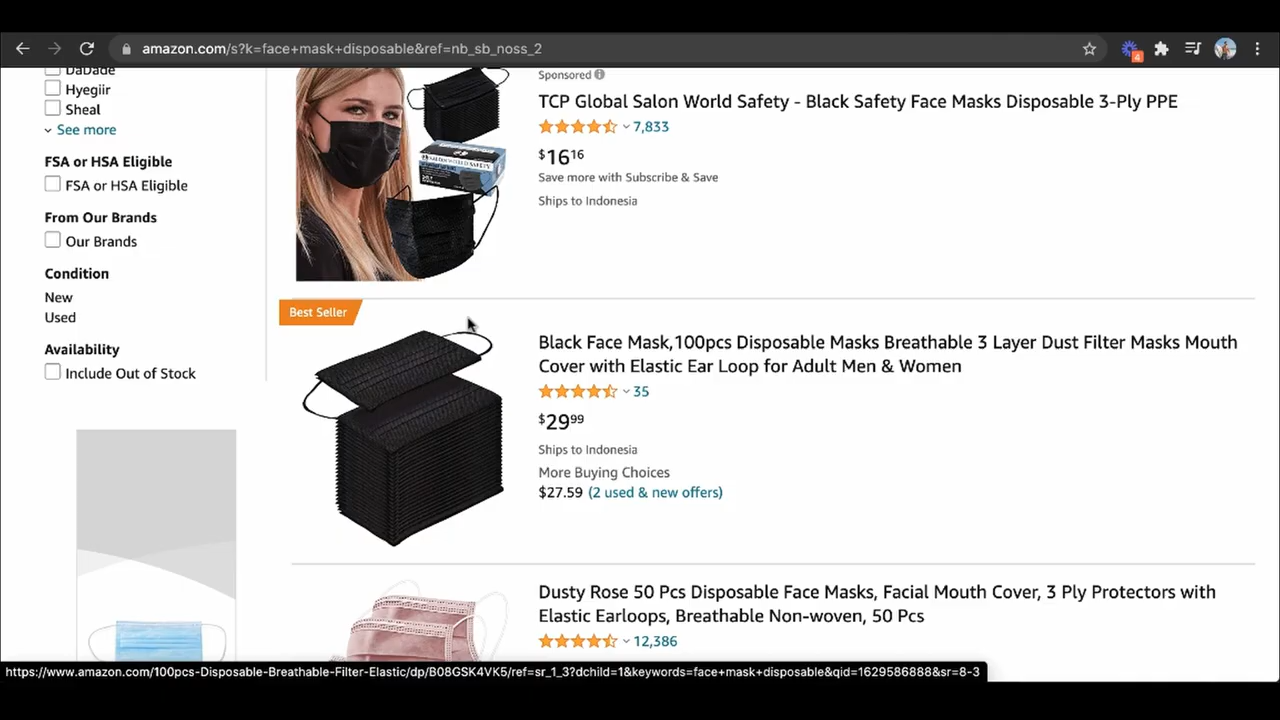 amazon.com/s?k=face+mask+disposable&ref=nb_sb_noss_2
4
DaDade
Hyegiir
Sheal
See more
FSA or HSA Eligible
FSA or HSA Eligible
From Our Brands
Our Brands
Condition
New
Used
Availability
Include Out of Stock
Sponsored
TCP Global Salon World Safety - Black Safety Face Masks Disposable 3-Ply PPE
7,833
$1616
Save more with Subscribe & Save
Ships to Indonesia
SALON WORLD SAFETY
Best Seller
Black Face Mask,100pcs Disposable Masks Breathable 3 Layer Dust Filter Masks Mouth
Cover with Elastic Ear Loop for Adult Men & Women
35
$2999
Ships to Indonesia
More Buying Choices
$27.59 (2 used & new offers)
Dusty Rose 50 Pcs Disposable Face Masks, Facial Mouth Cover, 3 Ply Protectors with
Elastic Earloops, Breathable Non-woven, 50 Pcs
12,386
https://www.amazon.com/100pcs-Disposable-Breathable-Filter-Elastic/dp/B08GSK4VK5/ref=sr_1_3?dchild=1&keywords=face+mask+disposable&qid=1629586888&sr=8-3